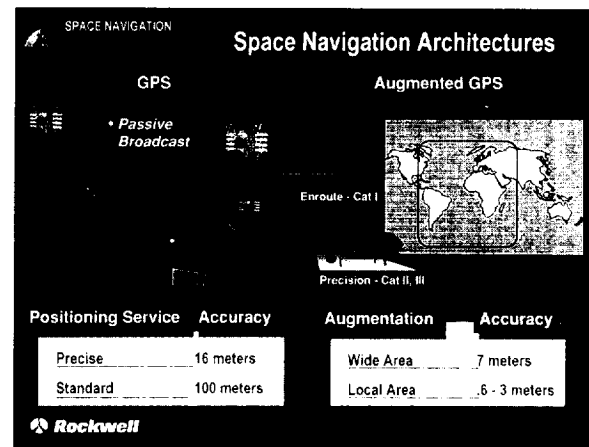 SPACE NAVIGATION
Space Navigation Architectures
GPS
Augmented GPS
• Passive
Broadcast
Enroute - Cat I
Precision - Cat II, III
Positioning Service Accuracy
Precise 16 meters
Standard 100 meters
Augmentation Accuracy
Wide Area 7 meters
Local Area .6 - 3 meters
Rockwell